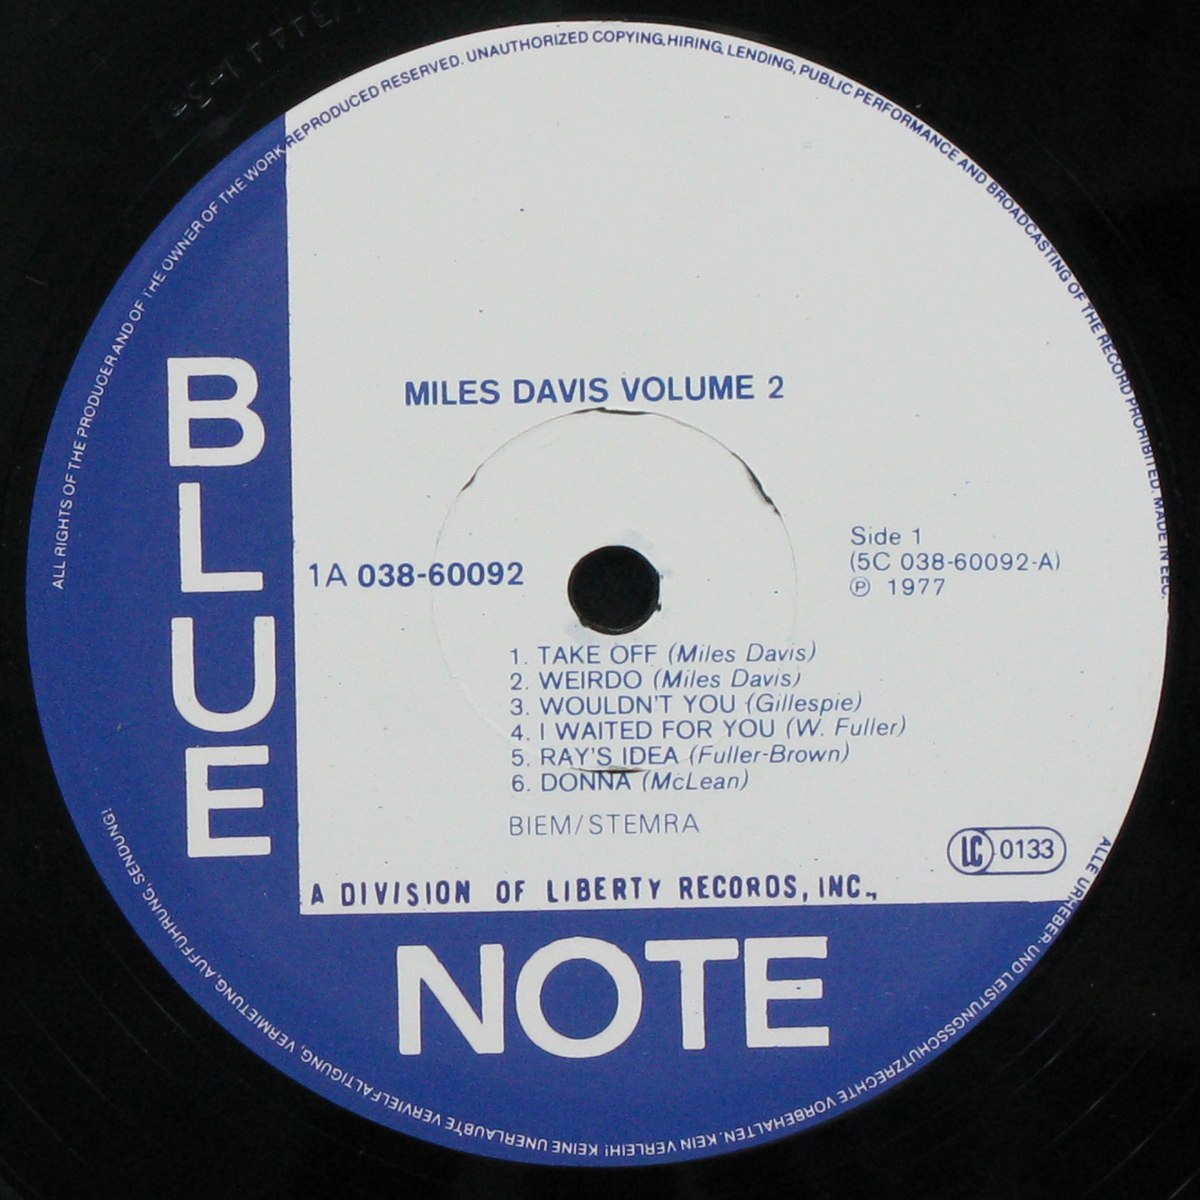 ALL RIGHTS OF THE PRODUCER AND OF THE OWNER OF THE WORK REPRODUCED RESERVED. UNAUTHORIZED COPYING, HIRING, LENDING, PUBLIC PERFORMANCE AND BROADCASTING OF THE RECORD PROHIBITED. MADE IN EEC.
MILES DAVIS VOLUME 2
1A 038-60092
Side 1
(5C 038-60092-A)
Ⓟ 1977
1. TAKE OFF (Miles Davis)
2. WEIRDO (Miles Davis)
3. WOULDN'T YOU (Gillespie)
4. I WAITED FOR YOU (W. Fuller)
5. RAY'S IDEA (Fuller-Brown)
6. DONNA (McLean)
BIEM/STEMRA
LC 0133
A DIVISION OF LIBERTY RECORDS, INC.,
BLUE
NOTE
ALLE URHEBER- UND LEISTUNGSSCHUTZRECHTE VORBEHALTEN. KEIN VERLEIH! KEINE UNERLAUBTE VERVIELFÄLTIGUNG, VERMIETUNG, AUFFÜHRUNG, SENDUNG!